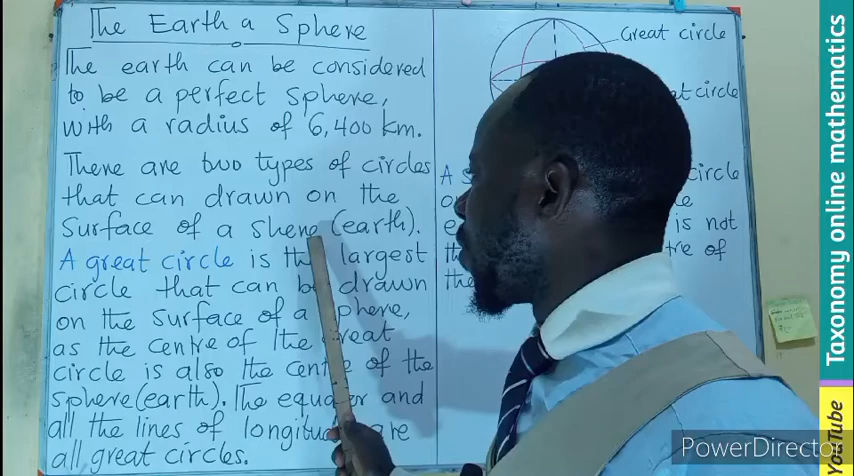 The Earth a Sphere
The earth can be considered
to be a perfect sphere,
with a radius of 6,400 km.
There are two types of circles
that can drawn on the
surface of a shere (earth).
A great circle is the largest
circle that can be drawn
on the surface of a sphere,
as the centre of the great
circle is also the centre of the
sphere (earth). The equator and
all the lines of longitude are
all great circles.
Great circle
circle
A
circle
is not
the
tre of
the
Taxonomy online mathematics
YouTube
PowerDirector